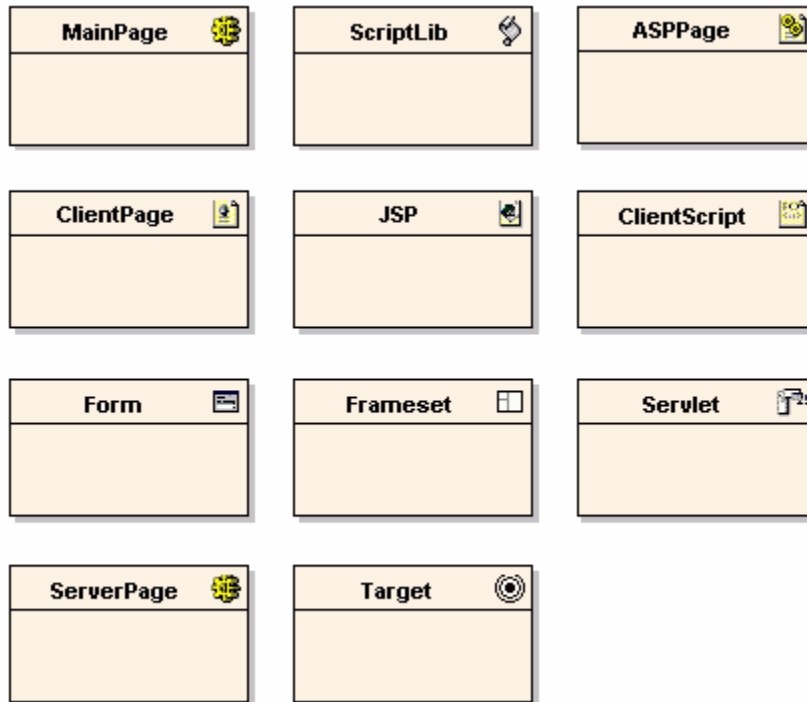 MainPage
ScriptLib
ASPPage
ClientPage
JSP
ClientScript
Form
Frameset
Servlet
ServerPage
Target